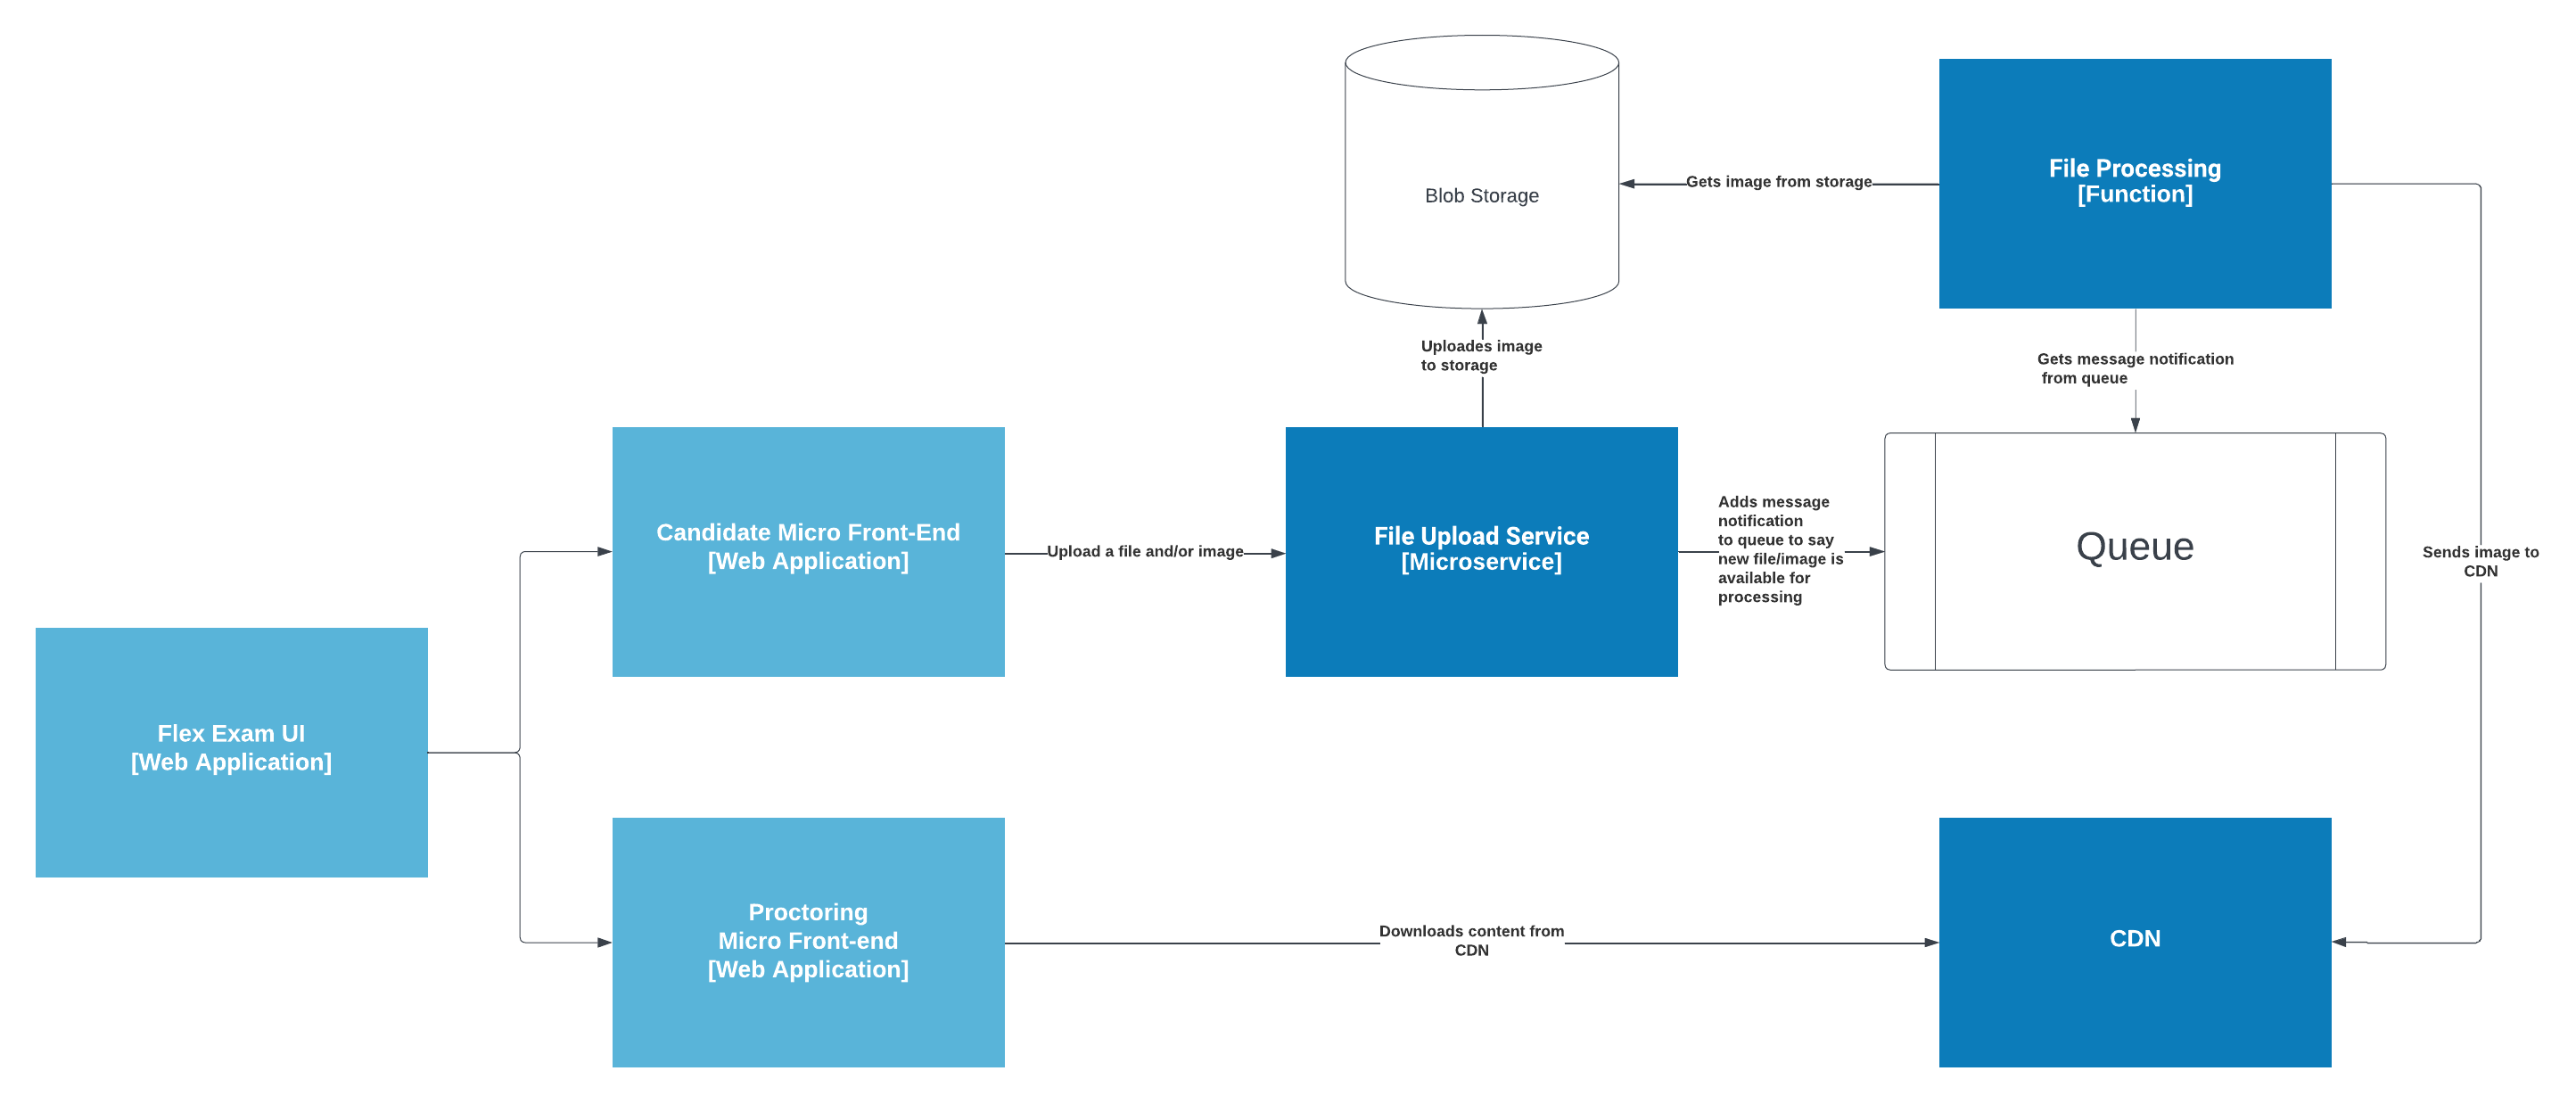 Blob Storage
Gets image from storage
File Processing
[Function]
Uploades image
to storage
Gets message notification
from queue
Candidate Micro Front-End
[Web Application]
Upload a file and/or image
File Upload Service
[Microservice]
Adds message
notification
to queue to say
new file/image is
available for
processing
Queue
Sends image to
CDN
Flex Exam UI
[Web Application]
Proctoring
Micro Front-end
[Web Application]
Downloads content from
CDN
CDN